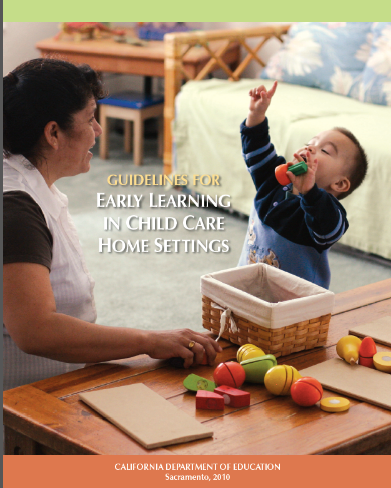 GUIDELINES FOR
EARLY LEARNING
IN CHILD CARE
HOME SETTINGS
CALIFORNIA DEPARTMENT OF EDUCATION
Sacramento, 2010